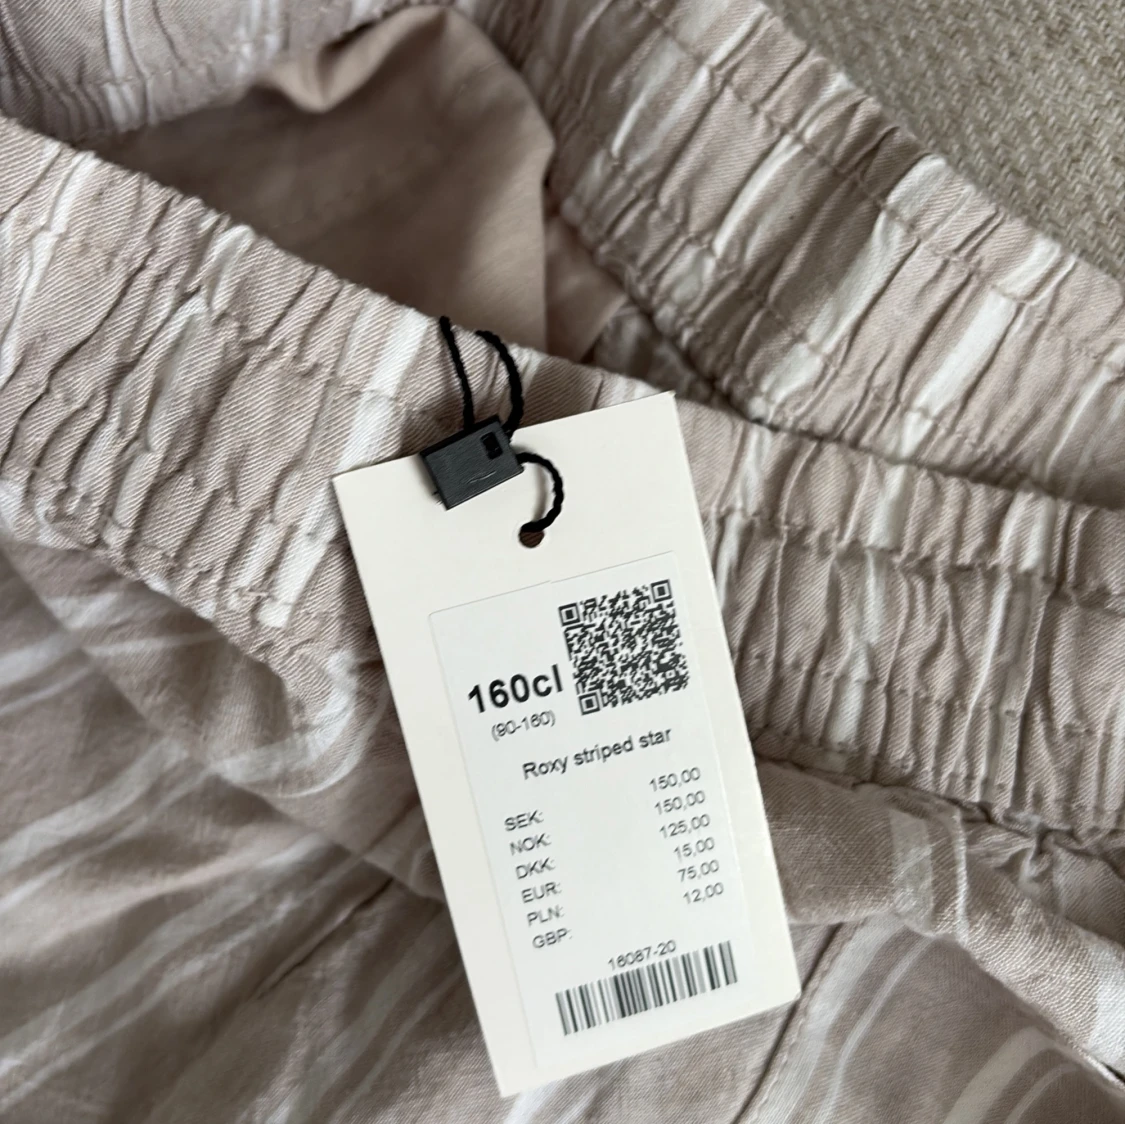 160cl
(90-160)
Roxy striped star
SEK: 150,00
NOK: 150,00
DKK: 125,00
EUR: 15,00
PLN: 75,00
GBP: 12,00
16087-20